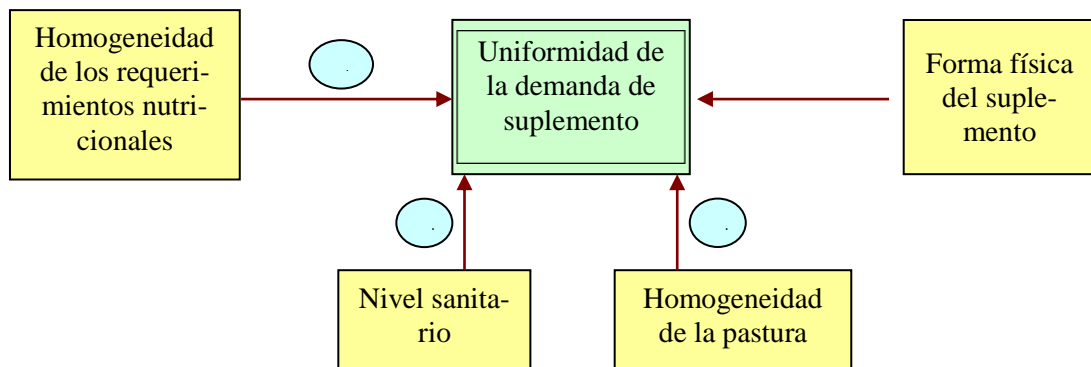 Homogeneidad
de los requeri-
mientos nutri-
cionales
.
Uniformidad de
la demanda de
suplemento
Forma física
del suple-
mento
.
.
Nivel sanita-
rio
Homogeneidad
de la pastura